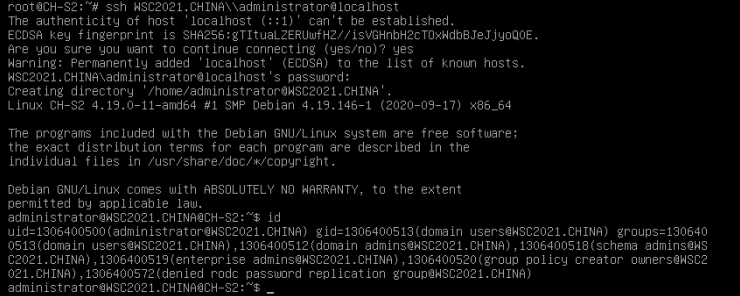 root@CH-S2:~# ssh WSC2021.CHINA\\administrator@localhost
The authenticity of host 'localhost (::1)' can't be established.
ECDSA key fingerprint is SHA256:gTItuaLZERUwfHZ//isVGHnbH2cTOxWdbBJeJjyoQ0E.
Are you sure you want to continue connecting (yes/no)? yes
Warning: Permanently added 'localhost' (ECDSA) to the list of known hosts.
WSC2021.CHINA\administrator@localhost's password:
Creating directory '/home/administrator@WSC2021.CHINA'.
Linux CH-S2 4.19.0-11-amd64 #1 SMP Debian 4.19.146-1 (2020-09-17) x86_64
The programs included with the Debian GNU/Linux system are free software;
the exact distribution terms for each program are described in the
individual files in /usr/share/doc/*/copyright.
Debian GNU/Linux comes with ABSOLUTELY NO WARRANTY, to the extent
permitted by applicable law.
administrator@WSC2021.CHINA@CH-S2:~$ id
uid=1306400500(administrator@WSC2021.CHINA) gid=1306400513(domain users@WSC2021.CHINA) groups=130640
0513(domain users@WSC2021.CHINA),1306400512(domain admins@WSC2021.CHINA),1306400518(schema admins@WS
C2021.CHINA),1306400519(enterprise admins@WSC2021.CHINA),1306400520(group policy creator owners@WSC2
021.CHINA),1306400572(denied rodc password replication group@WSC2021.CHINA)
administrator@WSC2021.CHINA@CH-S2:~$ _